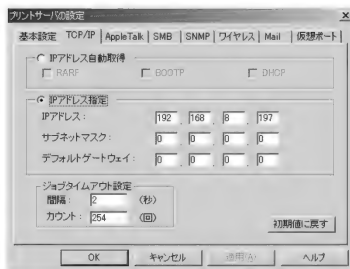 プリントサーバの設定
基本設定 TCP/IP AppleTalk SMB SNMP ワイヤレス Mail 仮想ポート
IPアドレス自動取得
RARP BOOTP DHCP
IPアドレス指定
IPアドレス： 192 168 8 197
サブネットマスク： 0 0 0 0
デフォルトゲートウェイ： 0 0 0 0
ジョブタイムアウト設定
間隔： 2 (秒)
カウント： 254 (回)
初期値に戻す
OK キャンセル 適用(A) ヘルプ